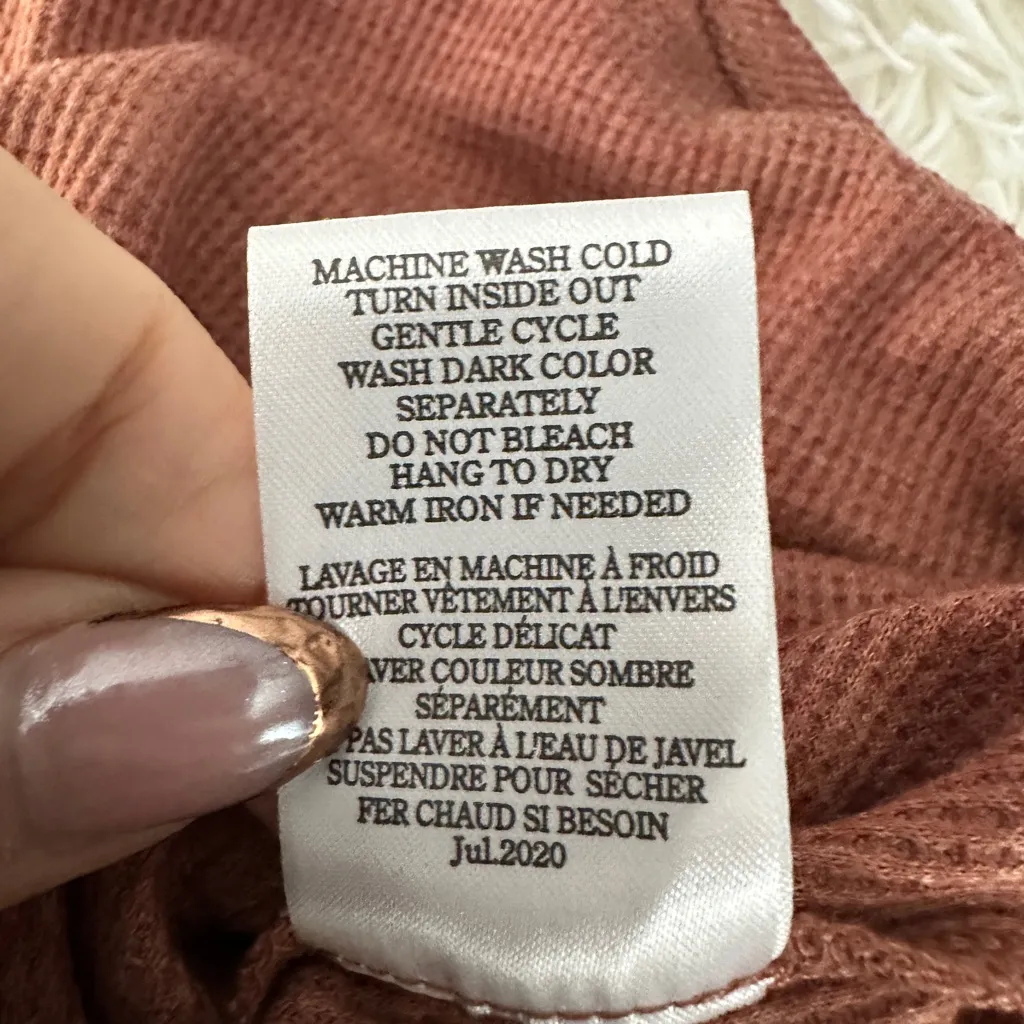 MACHINE WASH COLD
TURN INSIDE OUT
GENTLE CYCLE
WASH DARK COLOR
SEPARATELY
DO NOT BLEACH
HANG TO DRY
WARM IRON IF NEEDED
LAVAGE EN MACHINE À FROID
TOURNER VÊTEMENT À L'ENVERS
CYCLE DÉLICAT
COULEUR SOMBRE
SÉPARÉMENT
PAS LAVER À L'EAU DE JAVEL
SUSPENDRE POUR SÉCHER
FER CHAUD SI BESOIN
Jul.2020